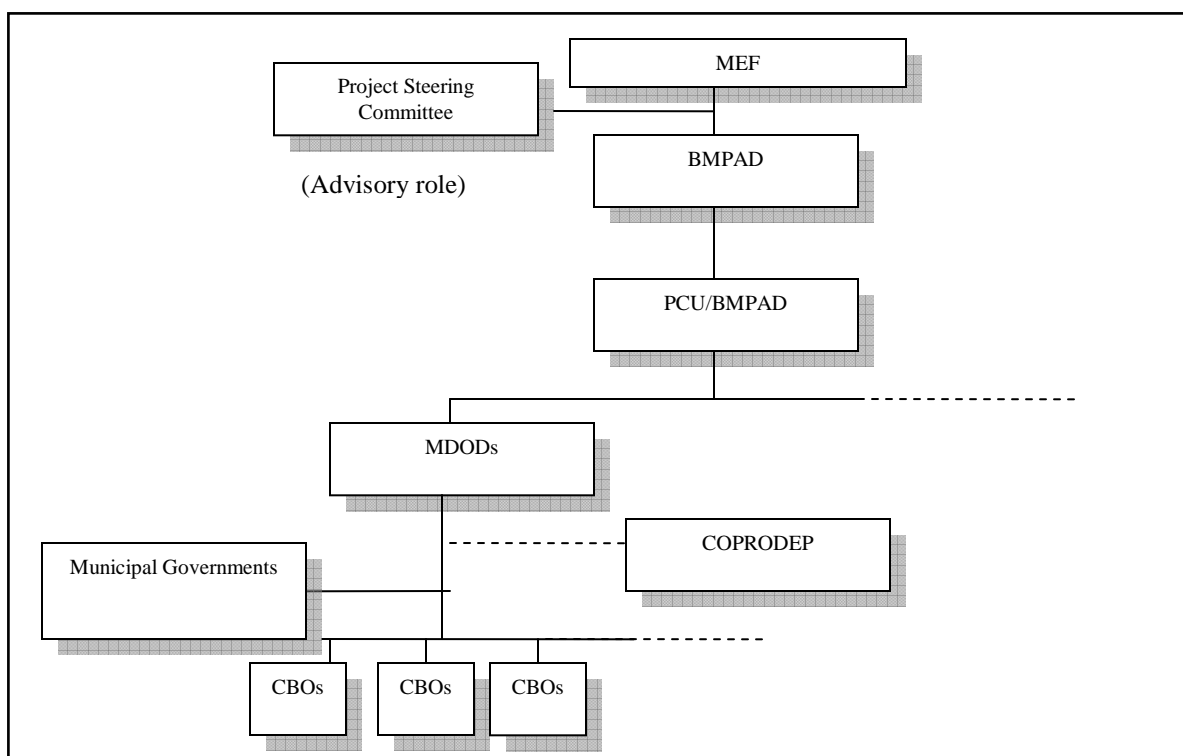 MEF
Project Steering
Committee
(Advisory role)
BMPAD
PCU/BMPAD
MDODs
COPRODEP
Municipal Governments
CBOs
CBOs
CBOs